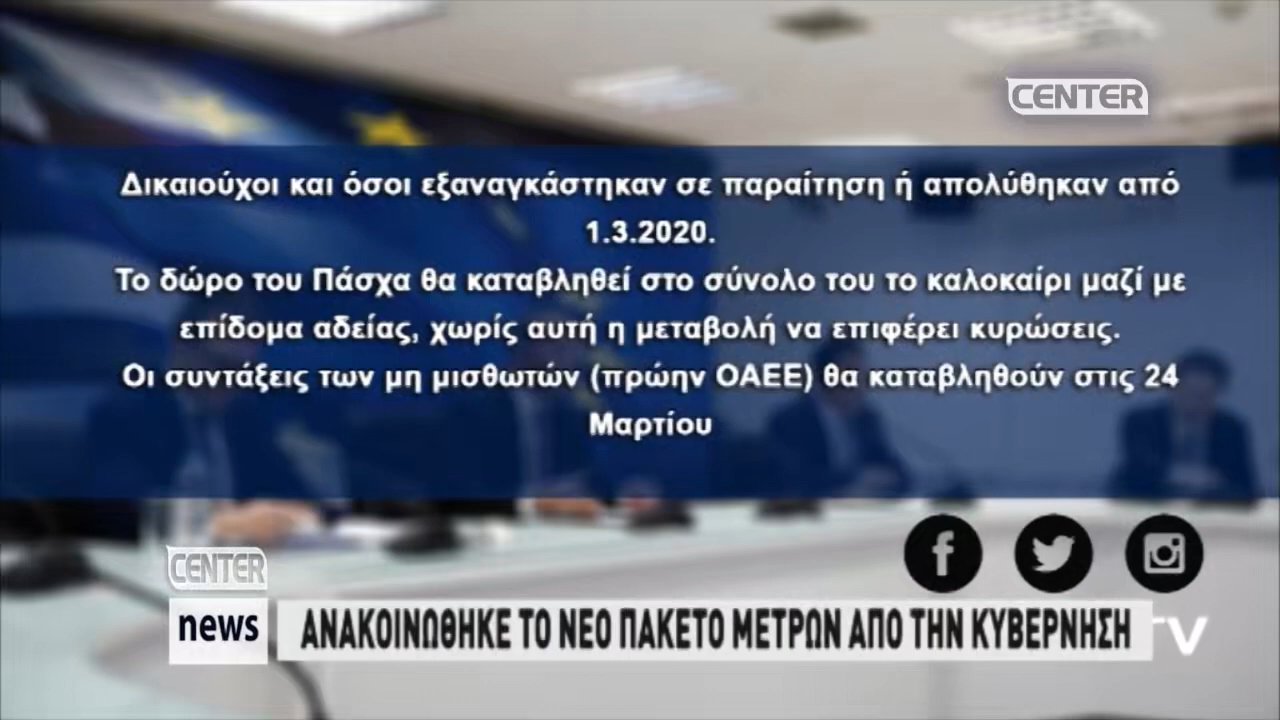 CENTER
Δικαιούχοι και όσοι εξαναγκάστηκαν σε παραίτηση ή απολύθηκαν από
1.3.2020.
Το δώρο του Πάσχα θα καταβληθεί στο σύνολο του το καλοκαίρι μαζί με
επίδομα αδείας, χωρίς αυτή η μεταβολή να επιφέρει κυρώσεις.
Οι συντάξεις των μη μισθωτών (πρώην ΟΑΕΕ) θα καταβληθούν στις 24
Μαρτίου
CENTER
news
ΑΝΑΚΟΙΝΩΘΗΚΕ ΤΟ ΝΕΟ ΠΑΚΕΤΟ ΜΕΤΡΩΝ ΑΠΟ ΤΗΝ ΚΥΒΕΡΝΗΣΗ